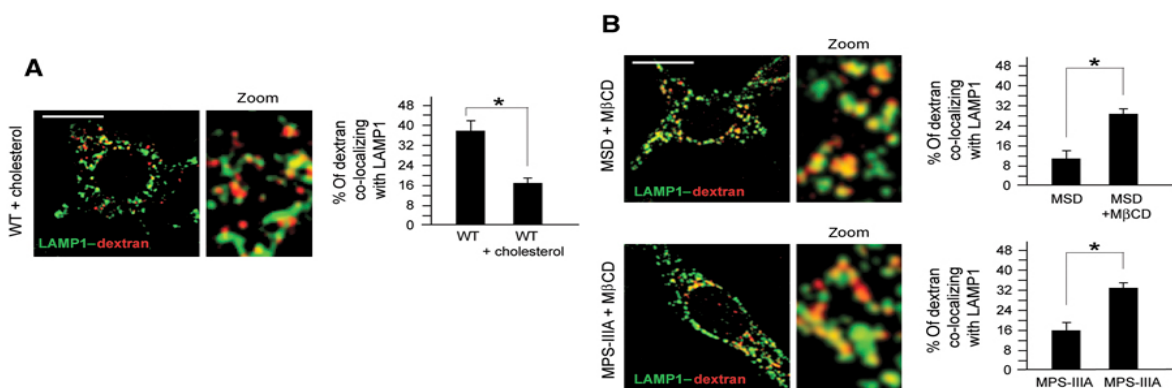 A
WT + cholesterol
LAMP1–dextran
Zoom
% Of dextran
co-localizing
with LAMP1
48
40
32
24
16
8
0
*
WT
WT
+ cholesterol
B
MSD + MβCD
LAMP1–dextran
Zoom
% Of dextran
co-localizing
with LAMP1
48
40
32
24
16
8
0
*
MSD
MSD
+MβCD
MPS-IIIA + MβCD
LAMP1–dextran
Zoom
% Of dextran
co-localizing
with LAMP1
48
40
32
24
16
8
0
*
MPS-IIIA
MPS-IIIA